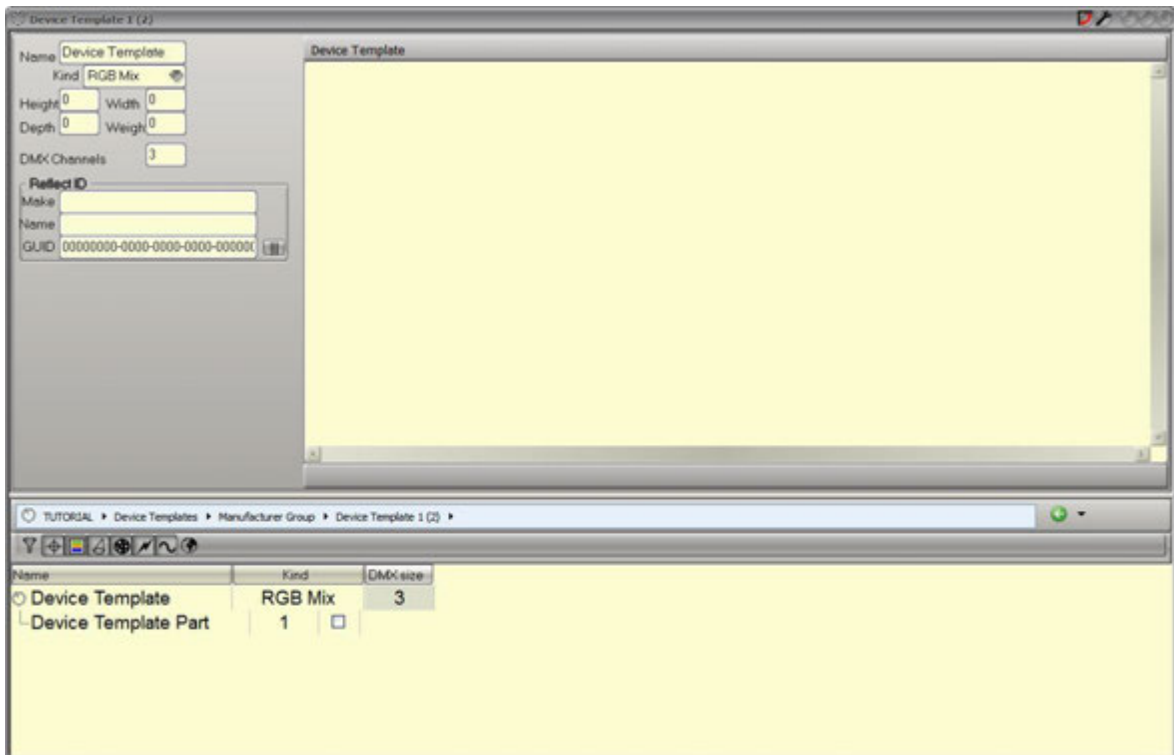 Device Template 1 (2)
Name Device Template
Device Template
Kind RGB Mix
Height 0 Width 0
Depth 0 Weigh 0
DMX Channels 3
Reflect ID
Make
Name
GUID 00000000-0000-0000-0000-000000
TUTORIAL Device Templates Manufacturer Group Device Template 1 (2)
Name Kind DMX size
Device Template RGB Mix 3
Device Template Part 1